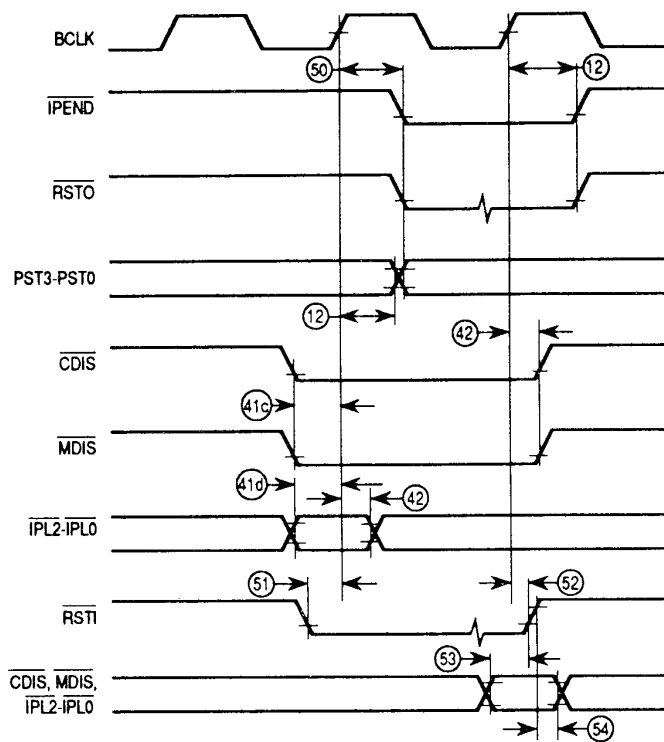 BCLK
50
12
IPEND
RSTO
PST3-PST0
12
42
CDIS
41c
MDIS
41d
42
IPL2-IPL0
51
52
RSTI
53
CDIS, MDIS,
IPL2-IPL0
54